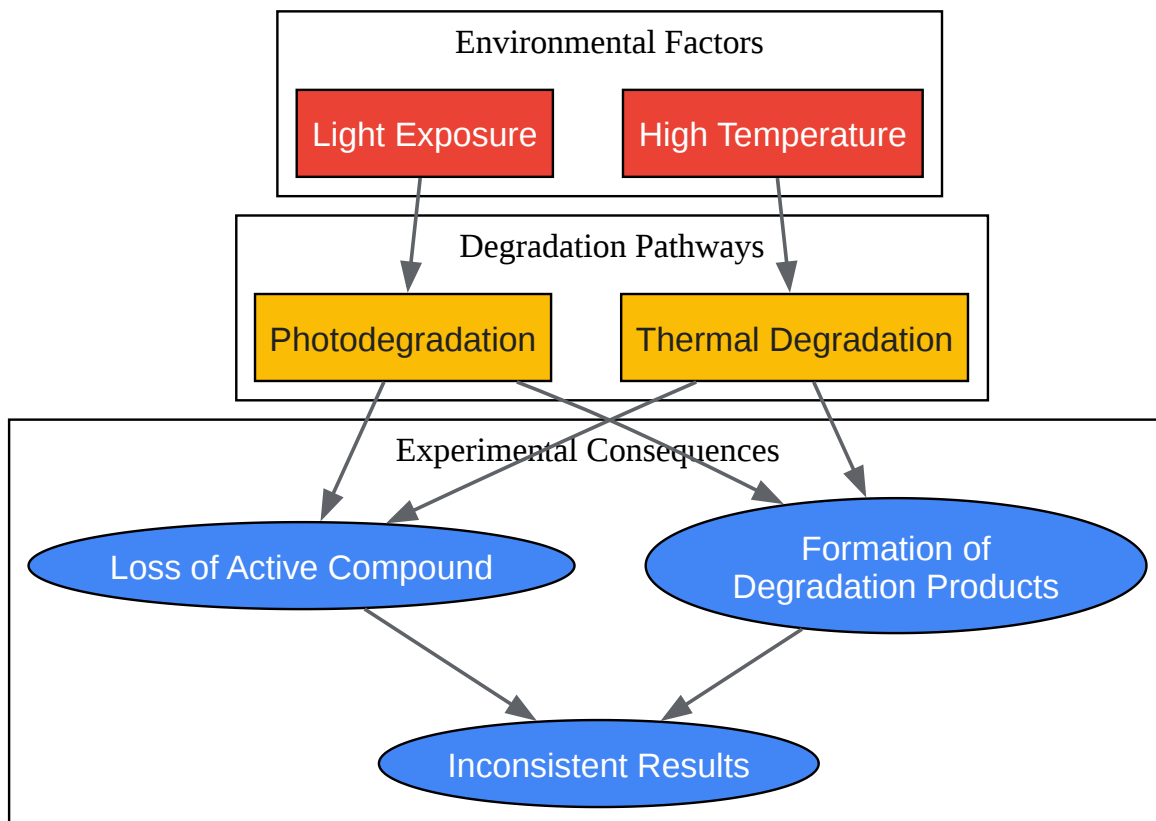 Environmental Factors
Light Exposure
High Temperature
Degradation Pathways
Photodegradation
Thermal Degradation
Experimental Consequences
Loss of Active Compound
Formation of
Degradation Products
Inconsistent Results